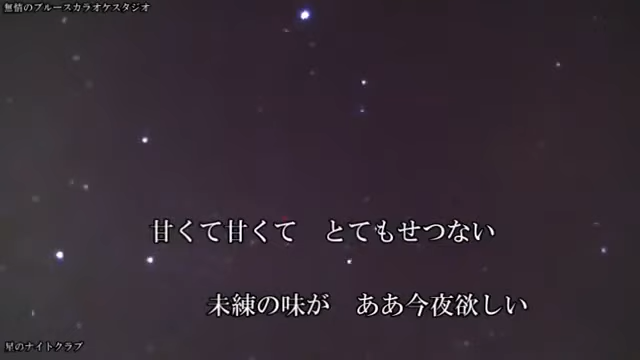 無情のブルースカラオケスタジオ
甘くて甘くて　とてもせつない
未練の味が　ああ今夜欲しい
星のナイトクラブ